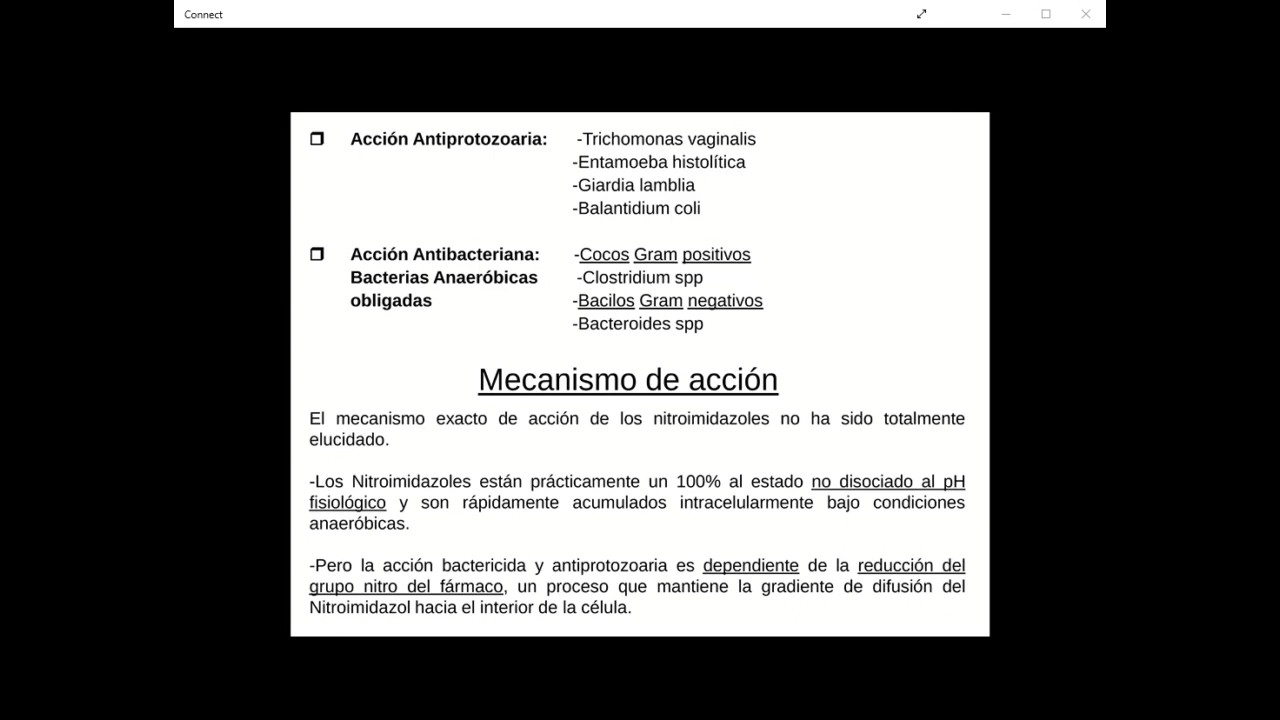 Connect
Acción Antiprotozoaria: -Trichomonas vaginalis
-Entamoeba histolítica
-Giardia lamblia
-Balantidium coli
Acción Antibacteriana: -Cocos Gram positivos
Bacterias Anaeróbicas -Clostridium spp
obligadas -Bacilos Gram negativos
-Bacteroides spp
Mecanismo de acción
El mecanismo exacto de acción de los nitroimidazoles no ha sido totalmente
elucidado.
-Los Nitroimidazoles están prácticamente un 100% al estado no disociado al pH
fisiológico y son rápidamente acumulados intracelularmente bajo condiciones
anaeróbicas.
-Pero la acción bactericida y antiprotozoaria es dependiente de la reducción del
grupo nitro del fármaco, un proceso que mantiene la gradiente de difusión del
Nitroimidazol hacia el interior de la célula.